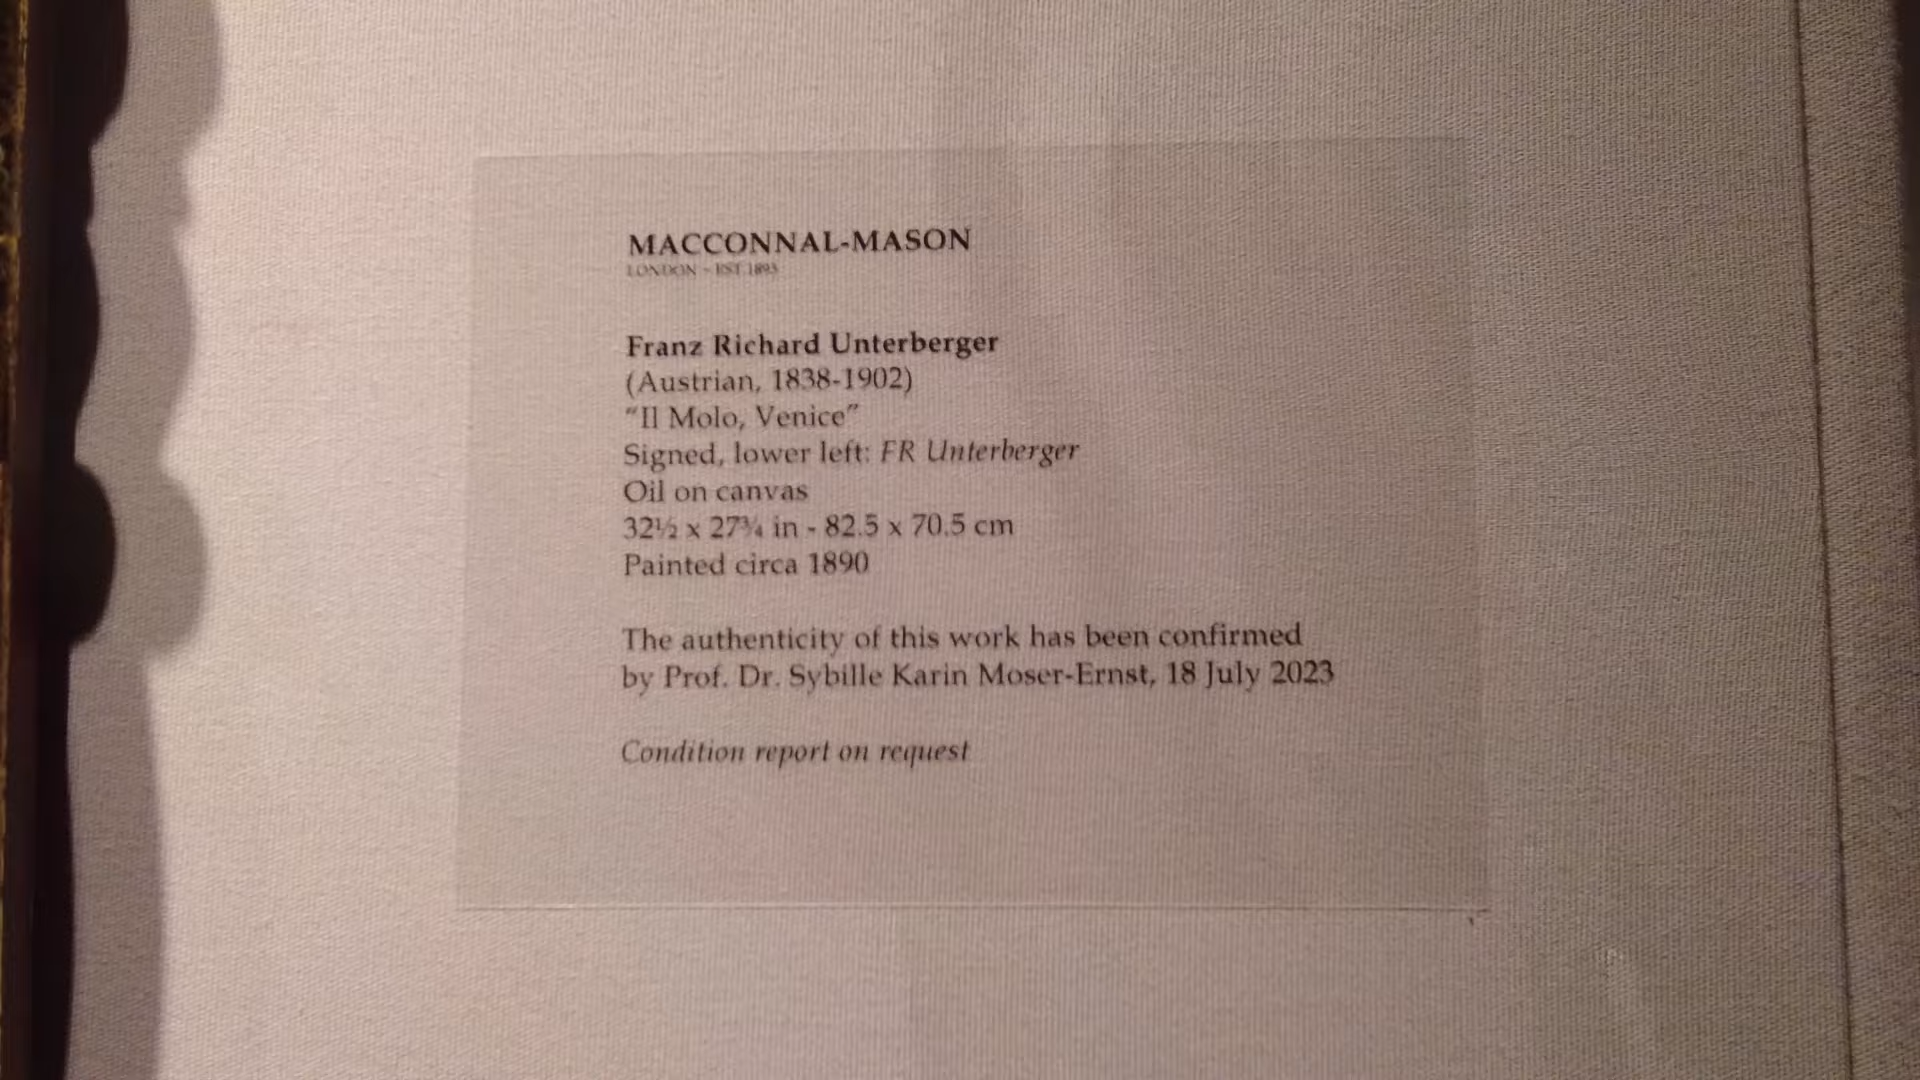 MACCONNAL-MASON
LONDON - EST 1893
Franz Richard Unterberger
(Austrian, 1838-1902)
“Il Molo, Venice”
Signed, lower left: FR Unterberger
Oil on canvas
32½ x 27¾ in - 82.5 x 70.5 cm
Painted circa 1890
The authenticity of this work has been confirmed
by Prof. Dr. Sybille Karin Moser-Ernst, 18 July 2023
Condition report on request